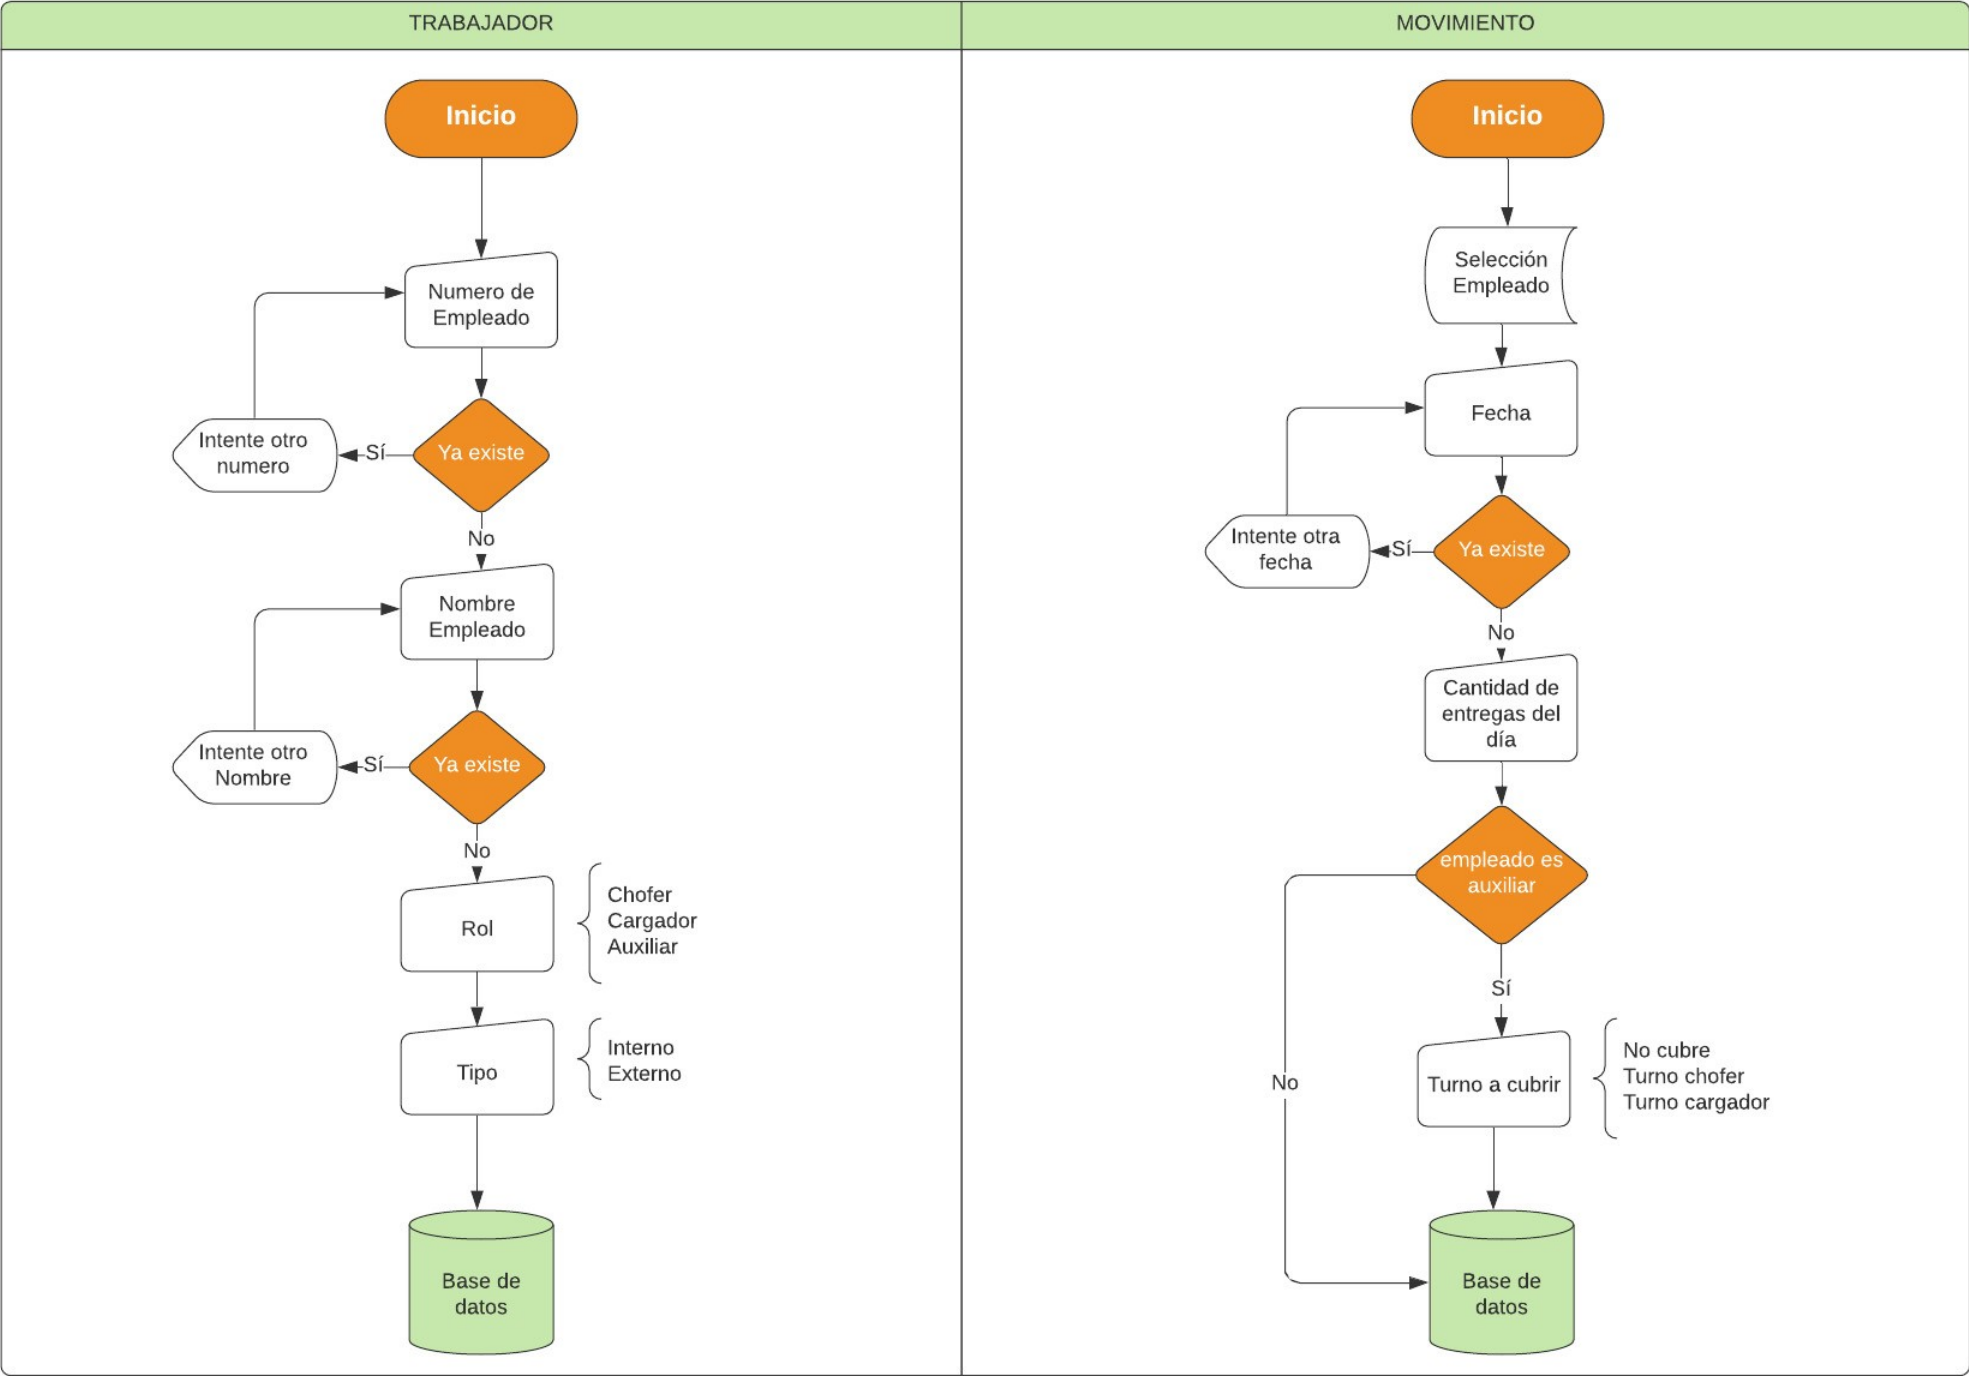 TRABAJADOR
Inicio
Numero de
Empleado
Ya existe
Sí
Intente otro
numero
No
Nombre
Empleado
Ya existe
Sí
Intente otro
Nombre
No
Rol
Chofer
Cargador
Auxiliar
Tipo
Interno
Externo
Base de
datos
MOVIMIENTO
Inicio
Selección
Empleado
Fecha
Ya existe
Sí
Intente otra
fecha
No
Cantidad de
entregas del
día
empleado es
auxiliar
Sí
No
Turno a cubrir
No cubre
Turno chofer
Turno cargador
Base de
datos